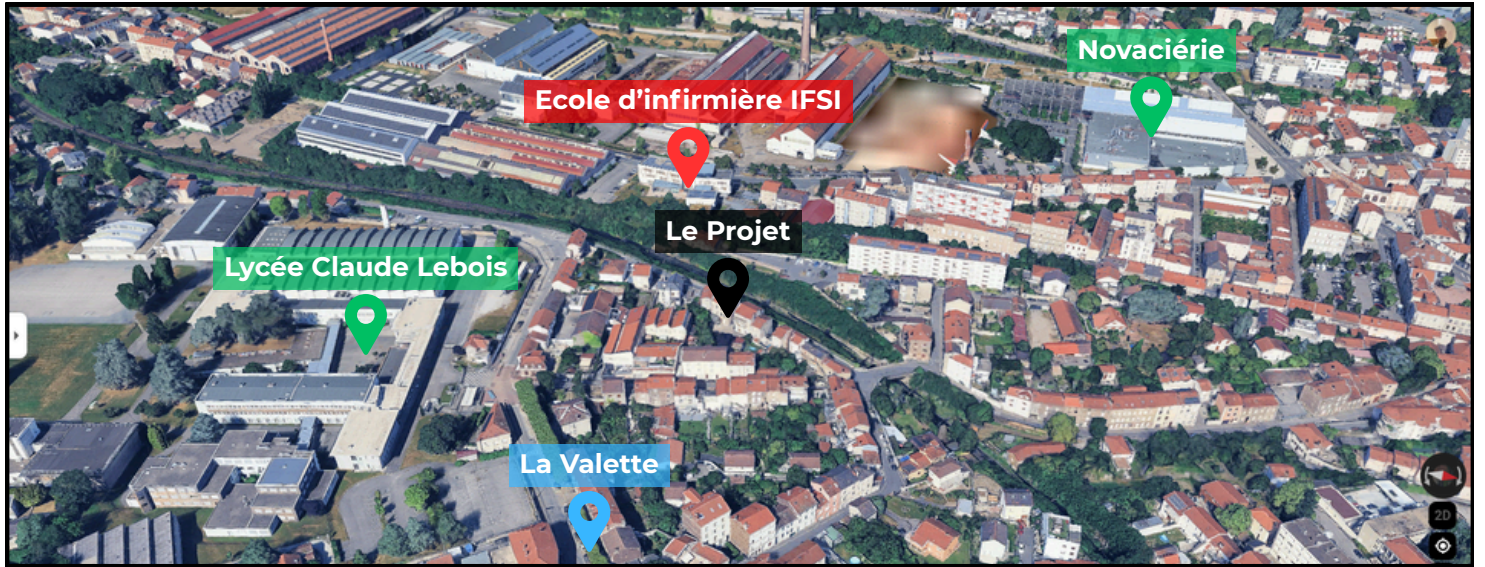 Novaciérie
Ecole d'infirmière IFSI
Le Projet
Lycée Claude Lebois
La Valette
2D